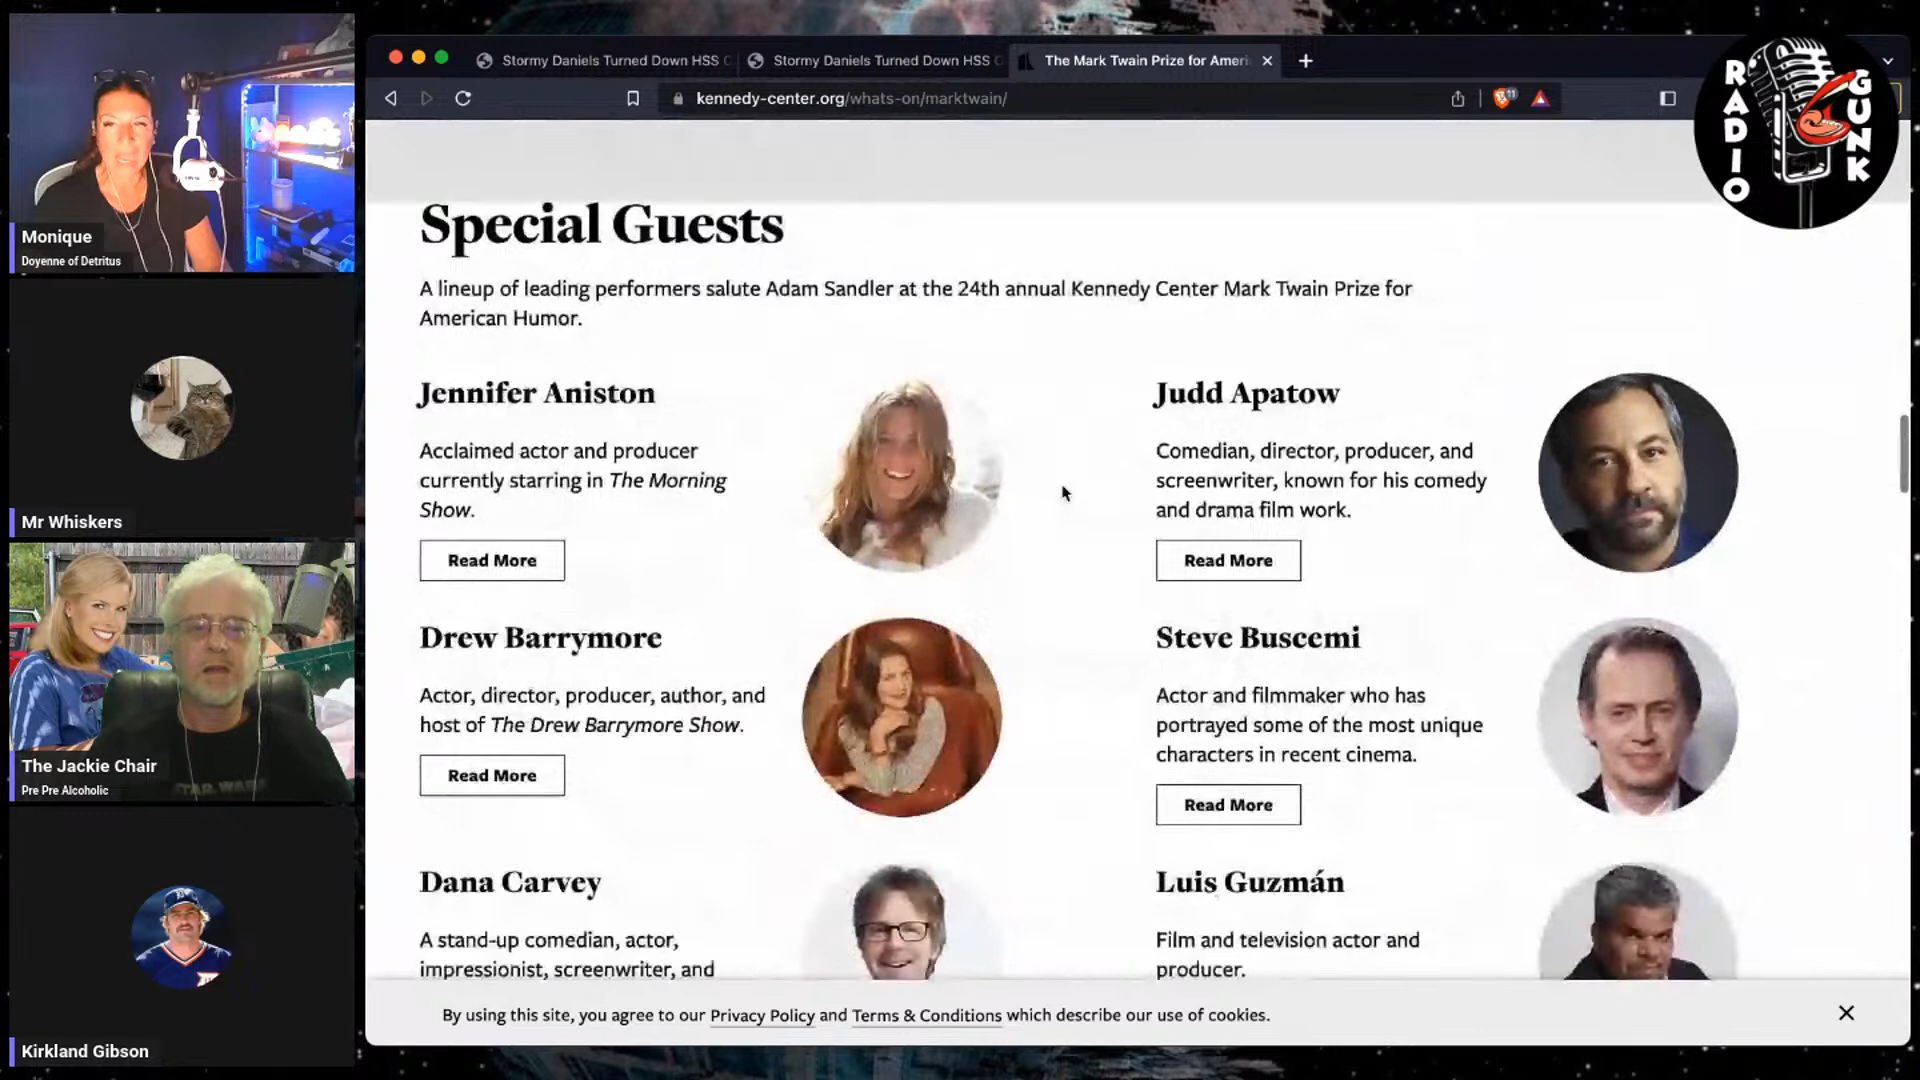 Monique
Doyenne of Detritus
Mr Whiskers
The Jackie Chair
Pre Pre Alcoholic
STAR WARS
Kirkland Gibson
Stormy Daniels Turned Down HSS
Stormy Daniels Turned Down HSS
The Mark Twain Prize for Ameri
kennedy-center.org/whats-on/marktwain/
RADIO
GUNK
Special Guests
A lineup of leading performers salute Adam Sandler at the 24th annual Kennedy Center Mark Twain Prize for
American Humor.
Jennifer Aniston
Acclaimed actor and producer
currently starring in The Morning
Show.
Read More
Judd Apatow
Comedian, director, producer, and
screenwriter, known for his comedy
and drama film work.
Read More
Drew Barrymore
Actor, director, producer, author, and
host of The Drew Barrymore Show.
Read More
Steve Buscemi
Actor and filmmaker who has
portrayed some of the most unique
characters in recent cinema.
Read More
Dana Carvey
A stand-up comedian, actor,
impressionist, screenwriter, and
Luis Guzmán
Film and television actor and
producer.
By using this site, you agree to our Privacy Policy and Terms & Conditions which describe our use of cookies.